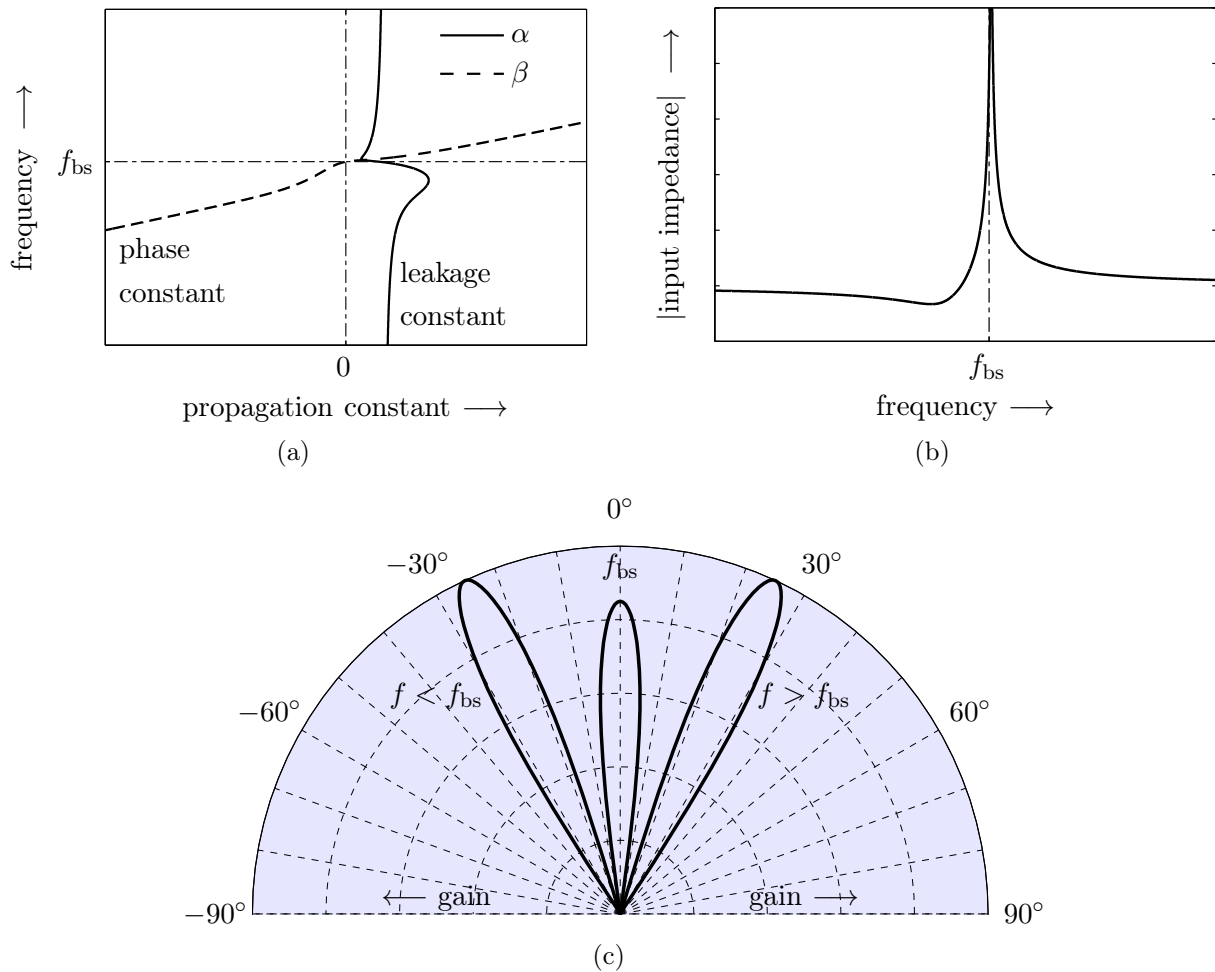 α
β
frequency ⟶
f_bs
phase
constant
leakage
constant
0
propagation constant ⟶
(a)
|input impedance| ⟶
f_bs
frequency ⟶
(b)
0°
−30°
f_bs
30°
−60°
f < f_bs
f > f_bs
60°
−90°
⟵ gain
gain ⟶
90°
(c)